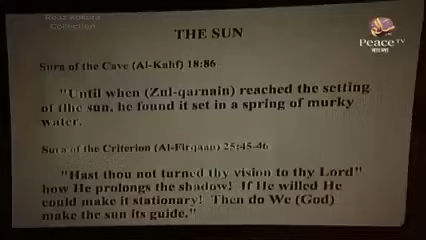 Reaz Ankura
Collection
Peace TV
বাংলা
THE SUN
Sura of the Cave (Al-Kahf) 18:86
"Until when (Zul-qarnain) reached the setting
of the sun, he found it set in a spring of murky
water.
Sura of the Criterion (Al-Firqaan) 25:45-46
"Hast thou not turned thy vision to thy Lord"
how He prolongs the shadow! If He willed He
could make it stationary! Then do We (God)
make the sun its guide."